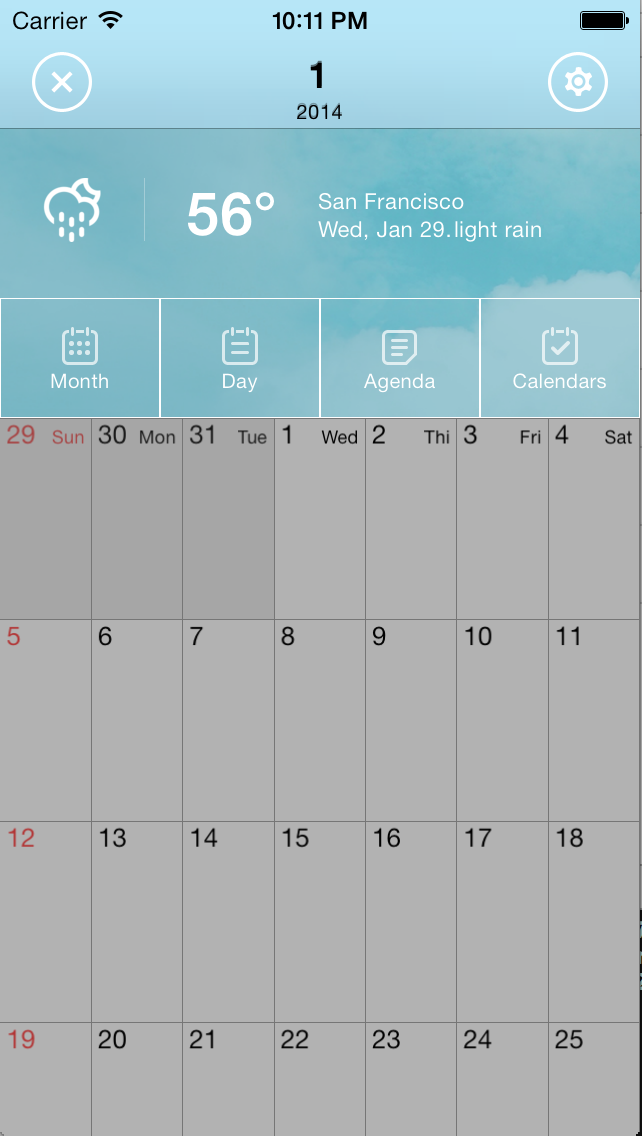 Carrier 10:11 PM
1
2014
56°
San Francisco
Wed, Jan 29.light rain
Month Day Agenda Calendars
29 Sun 30 Mon 31 Tue 1 Wed 2 Thi 3 Fri 4 Sat
5 6 7 8 9 10 11
12 13 14 15 16 17 18
19 20 21 22 23 24 25